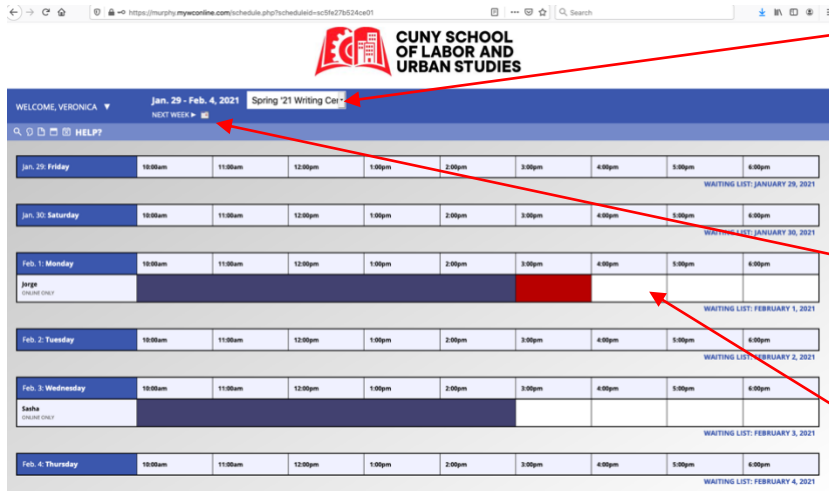 https://murphy.mywconline.com/schedule.php?scheduleid=sc5fe27b524ce01
Search
CUNY SCHOOL
OF LABOR AND
URBAN STUDIES
WELCOME, VERONICA ▼
Jan. 29 - Feb. 4, 2021
Spring '21 Writing Cer
NEXT WEEK ►
HELP?
Jan. 29: Friday 10:00am 11:00am 12:00pm 1:00pm 2:00pm 3:00pm 4:00pm 5:00pm 6:00pm
WAITING LIST: JANUARY 29, 2021
Jan. 30: Saturday 10:00am 11:00am 12:00pm 1:00pm 2:00pm 3:00pm 4:00pm 5:00pm 6:00pm
WAITING LIST: JANUARY 30, 2021
Feb. 1: Monday 10:00am 11:00am 12:00pm 1:00pm 2:00pm 3:00pm 4:00pm 5:00pm 6:00pm
Jorge
ONLINE ONLY
WAITING LIST: FEBRUARY 1, 2021
Feb. 2: Tuesday 10:00am 11:00am 12:00pm 1:00pm 2:00pm 3:00pm 4:00pm 5:00pm 6:00pm
WAITING LIST: FEBRUARY 2, 2021
Feb. 3: Wednesday 10:00am 11:00am 12:00pm 1:00pm 2:00pm 3:00pm 4:00pm 5:00pm 6:00pm
Sasha
ONLINE ONLY
WAITING LIST: FEBRUARY 3, 2021
Feb. 4: Thursday 10:00am 11:00am 12:00pm 1:00pm 2:00pm 3:00pm 4:00pm 5:00pm 6:00pm
WAITING LIST: FEBRUARY 4, 2021